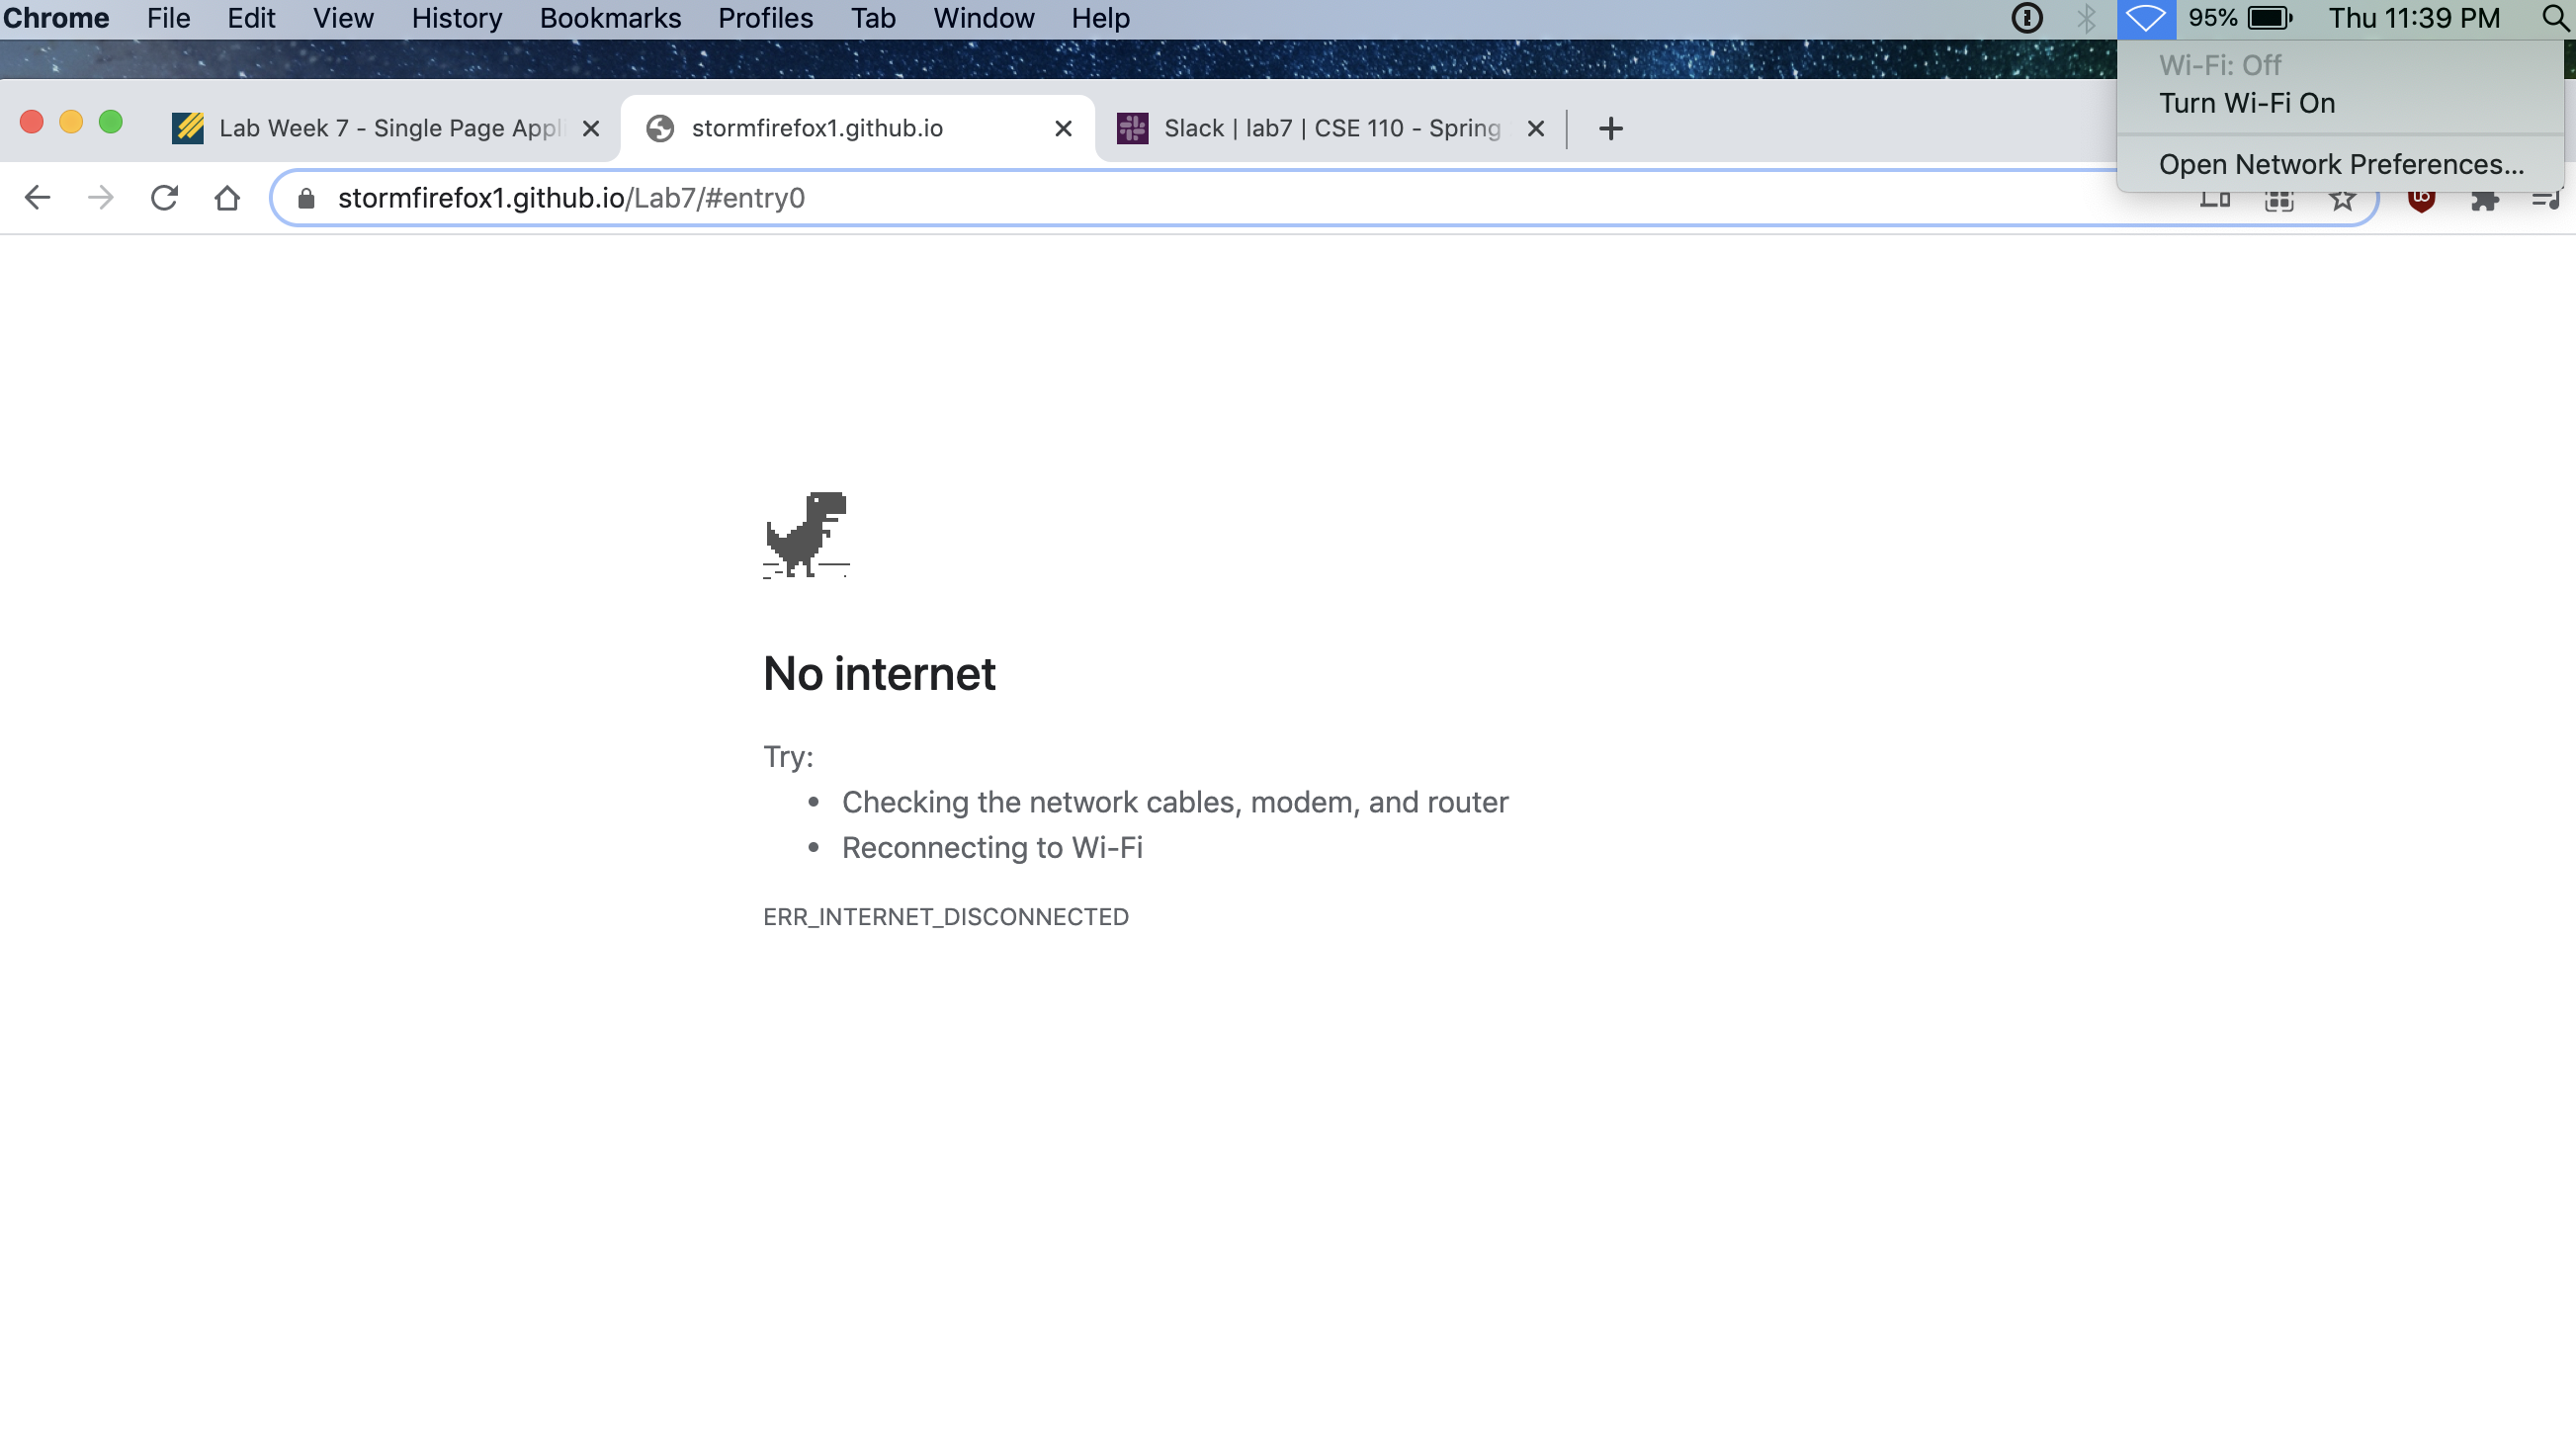 Chrome File Edit View History Bookmarks Profiles Tab Window Help 95% Thu 11:39 PM
Wi-Fi: Off
Turn Wi-Fi On
Open Network Preferences...
Lab Week 7 - Single Page Appli stormfirefox1.github.io Slack | lab7 | CSE 110 - Spring
stormfirefox1.github.io/Lab7/#entry0
No internet
Try:
• Checking the network cables, modem, and router
• Reconnecting to Wi-Fi
ERR_INTERNET_DISCONNECTED